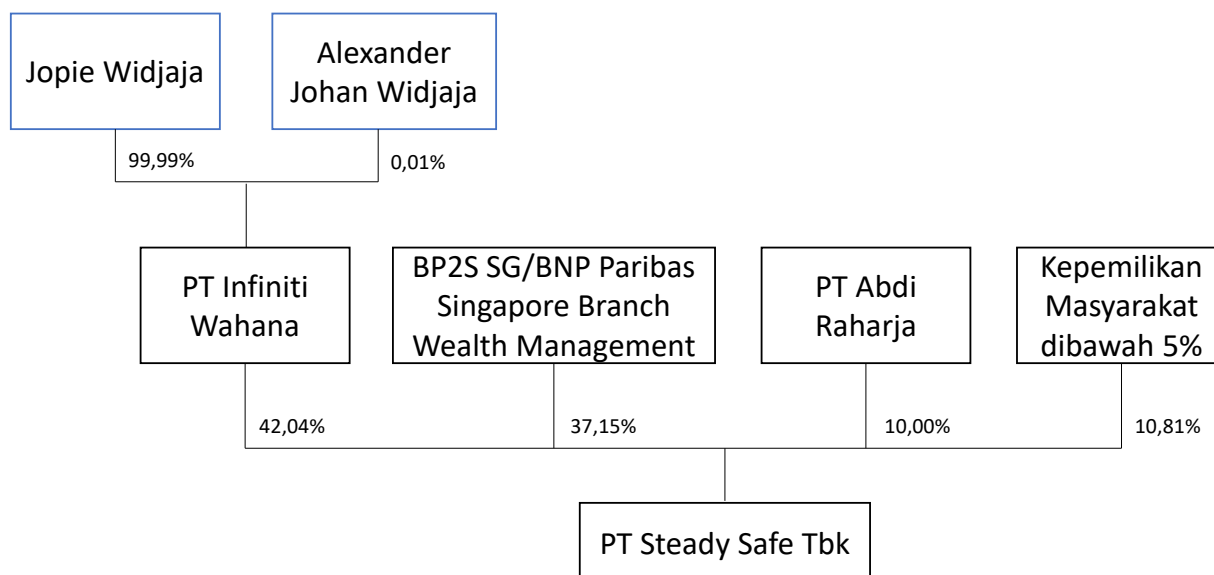 Jopie Widjaja
Alexander
Johan Widjaja
99,99%
0,01%
PT Infiniti
Wahana
BP2S SG/BNP Paribas
Singapore Branch
Wealth Management
PT Abdi
Raharja
Kepemilikan
Masyarakat
dibawah 5%
42,04%
37,15%
10,00%
10,81%
PT Steady Safe Tbk